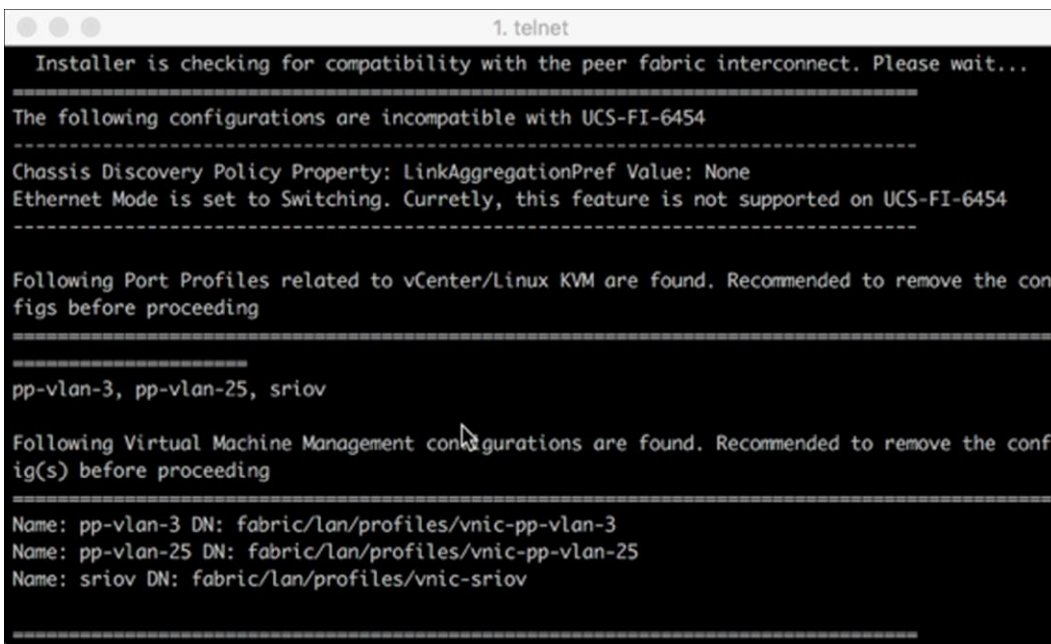 1. telnet
Installer is checking for compatibility with the peer fabric interconnect. Please wait...
================================================================================
The following configurations are incompatible with UCS-FI-6454
--------------------------------------------------------------------------------
Chassis Discovery Policy Property: LinkAggregationPref Value: None
Ethernet Mode is set to Switching. Curretly, this feature is not supported on UCS-FI-6454
--------------------------------------------------------------------------------
Following Port Profiles related to vCenter/Linux KVM are found. Recommended to remove the con
figs before proceeding
============================================================================================
=====================
pp-vlan-3, pp-vlan-25, sriov
Following Virtual Machine Management configurations are found. Recommended to remove the conf
ig(s) before proceeding
============================================================================================
Name: pp-vlan-3 DN: fabric/lan/profiles/vnic-pp-vlan-3
Name: pp-vlan-25 DN: fabric/lan/profiles/vnic-pp-vlan-25
Name: sriov DN: fabric/lan/profiles/vnic-sriov
================================================================================